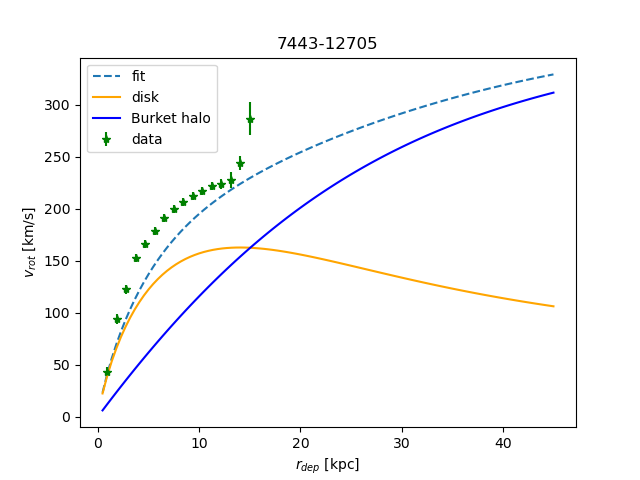 7443-12705
fit
disk
Burket halo
data
300
250
200
150
100
50
0
v_rot [km/s]
0 10 20 30 40
r_dep [kpc]